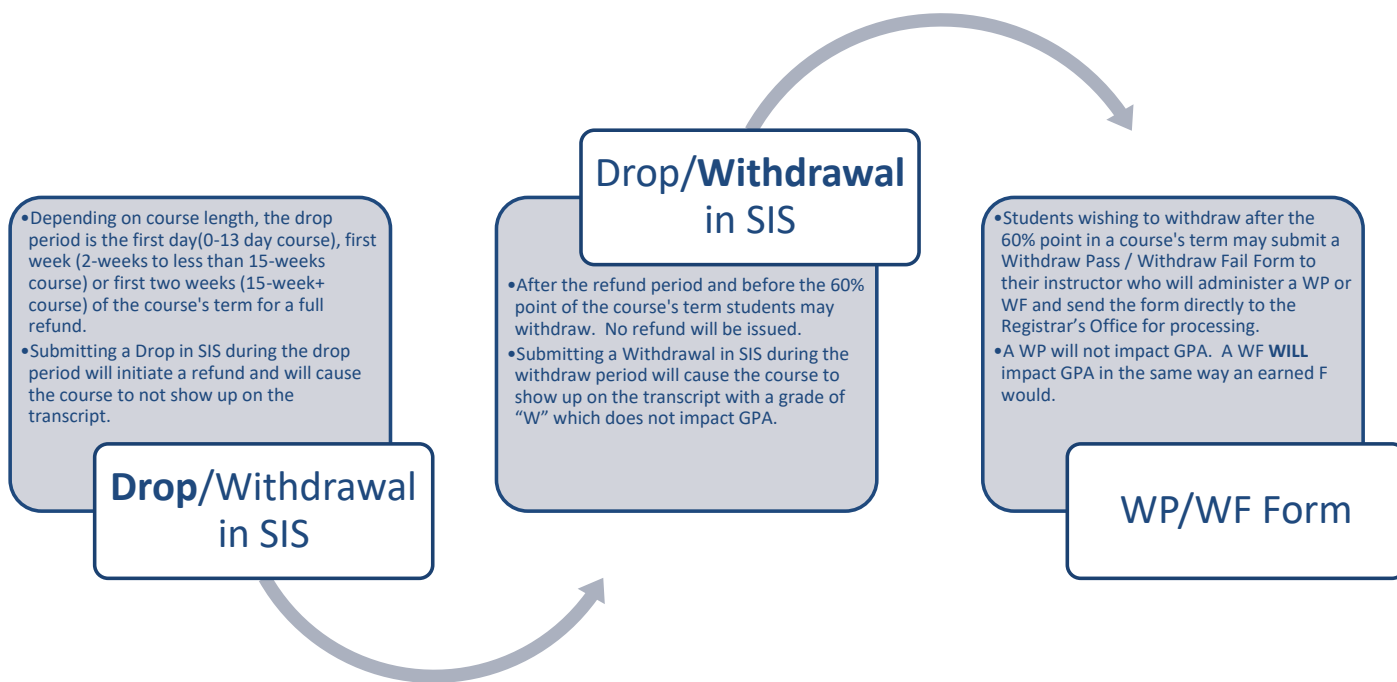 •Depending on course length, the drop
period is the first day(0-13 day course), first
week (2-weeks to less than 15-weeks
course) or first two weeks (15-week+
course) of the course's term for a full
refund.
•Submitting a Drop in SIS during the drop
period will initiate a refund and will cause
the course to not show up on the
transcript.
Drop/Withdrawal
in SIS
Drop/Withdrawal
in SIS
•After the refund period and before the 60%
point of the course's term students may
withdraw.  No refund will be issued.
•Submitting a Withdrawal in SIS during the
withdraw period will cause the course to
show up on the transcript with a grade of
“W” which does not impact GPA.
•Students wishing to withdraw after the
60% point in a course's term may submit a
Withdraw Pass / Withdraw Fail Form to
their instructor who will administer a WP or
WF and send the form directly to the
Registrar’s Office for processing.
•A WP will not impact GPA.  A WF WILL
impact GPA in the same way an earned F
would.
WP/WF Form